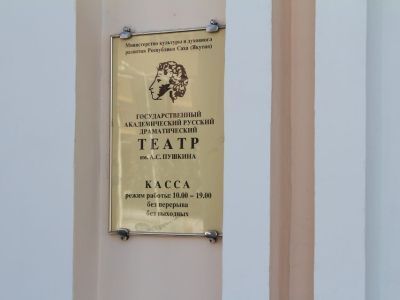 Министерство культуры и духовного
развития Республики Саха (Якутия)
ГОСУДАРСТВЕННЫЙ
АКАДЕМИЧЕСКИЙ РУССКИЙ
ДРАМАТИЧЕСКИЙ
ТЕАТР
им. А.С. ПУШКИНА
КАССА
режим работы: 10.00 – 19.00
без перерыва
без выходных